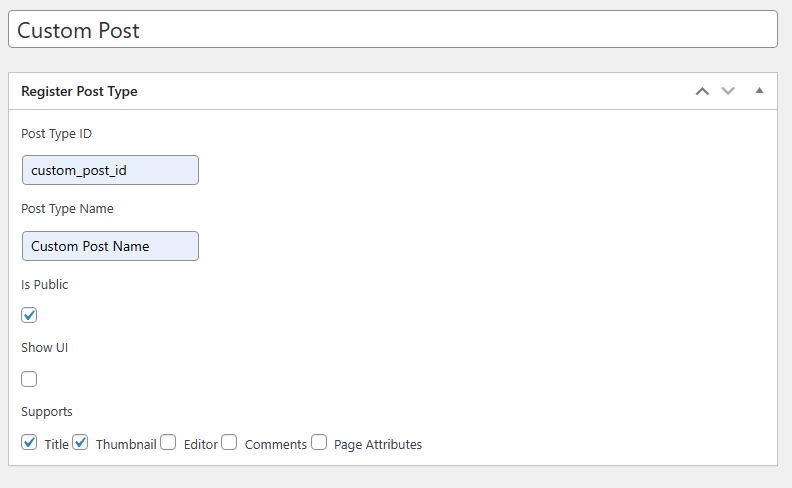 Custom Post
Register Post Type
Post Type ID
custom_post_id
Post Type Name
Custom Post Name
Is Public
Show UI
Supports
Title Thumbnail Editor Comments Page Attributes